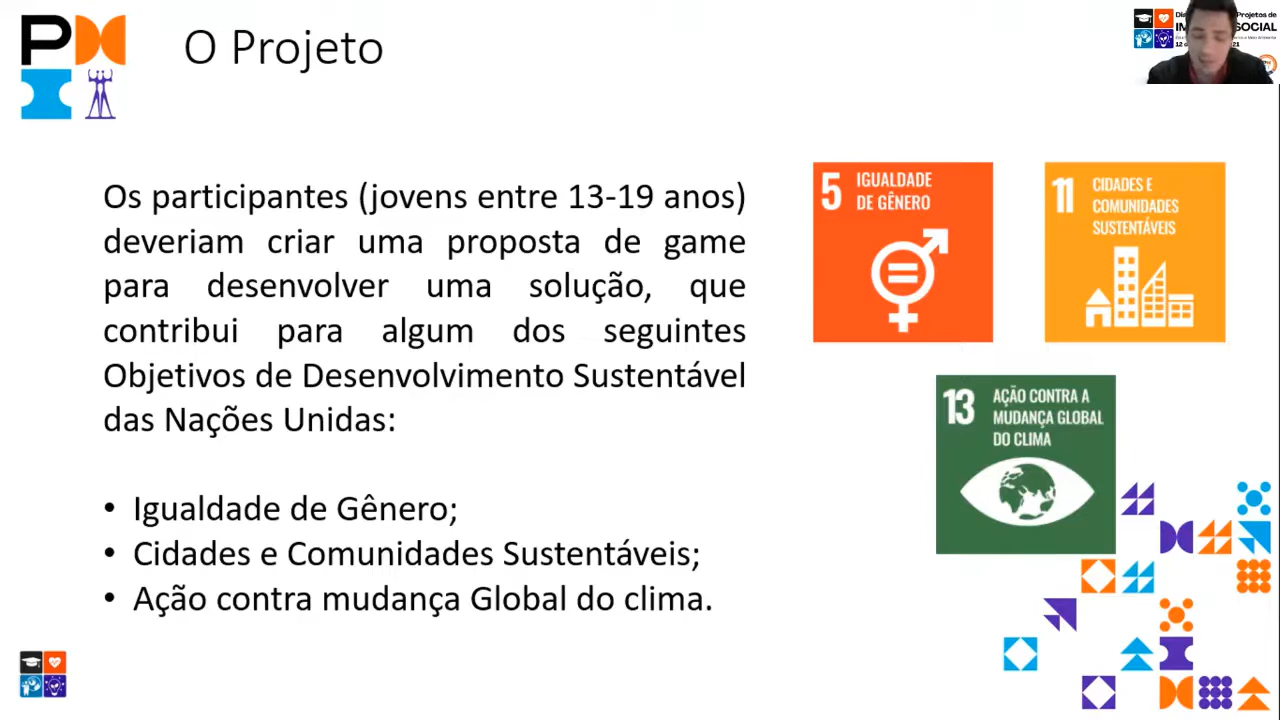 PMI
O Projeto
Projetos de
SOCIAL
Os participantes (jovens entre 13-19 anos)
deveriam criar uma proposta de game
para desenvolver uma solução, que
contribui para algum dos seguintes
Objetivos de Desenvolvimento Sustentável
das Nações Unidas:
• Igualdade de Gênero;
• Cidades e Comunidades Sustentáveis;
• Ação contra mudança Global do clima.
5 IGUALDADE
DE GÊNERO
11 CIDADES E
COMUNIDADES
SUSTENTÁVEIS
13 AÇÃO CONTRA A
MUDANÇA GLOBAL
DO CLIMA